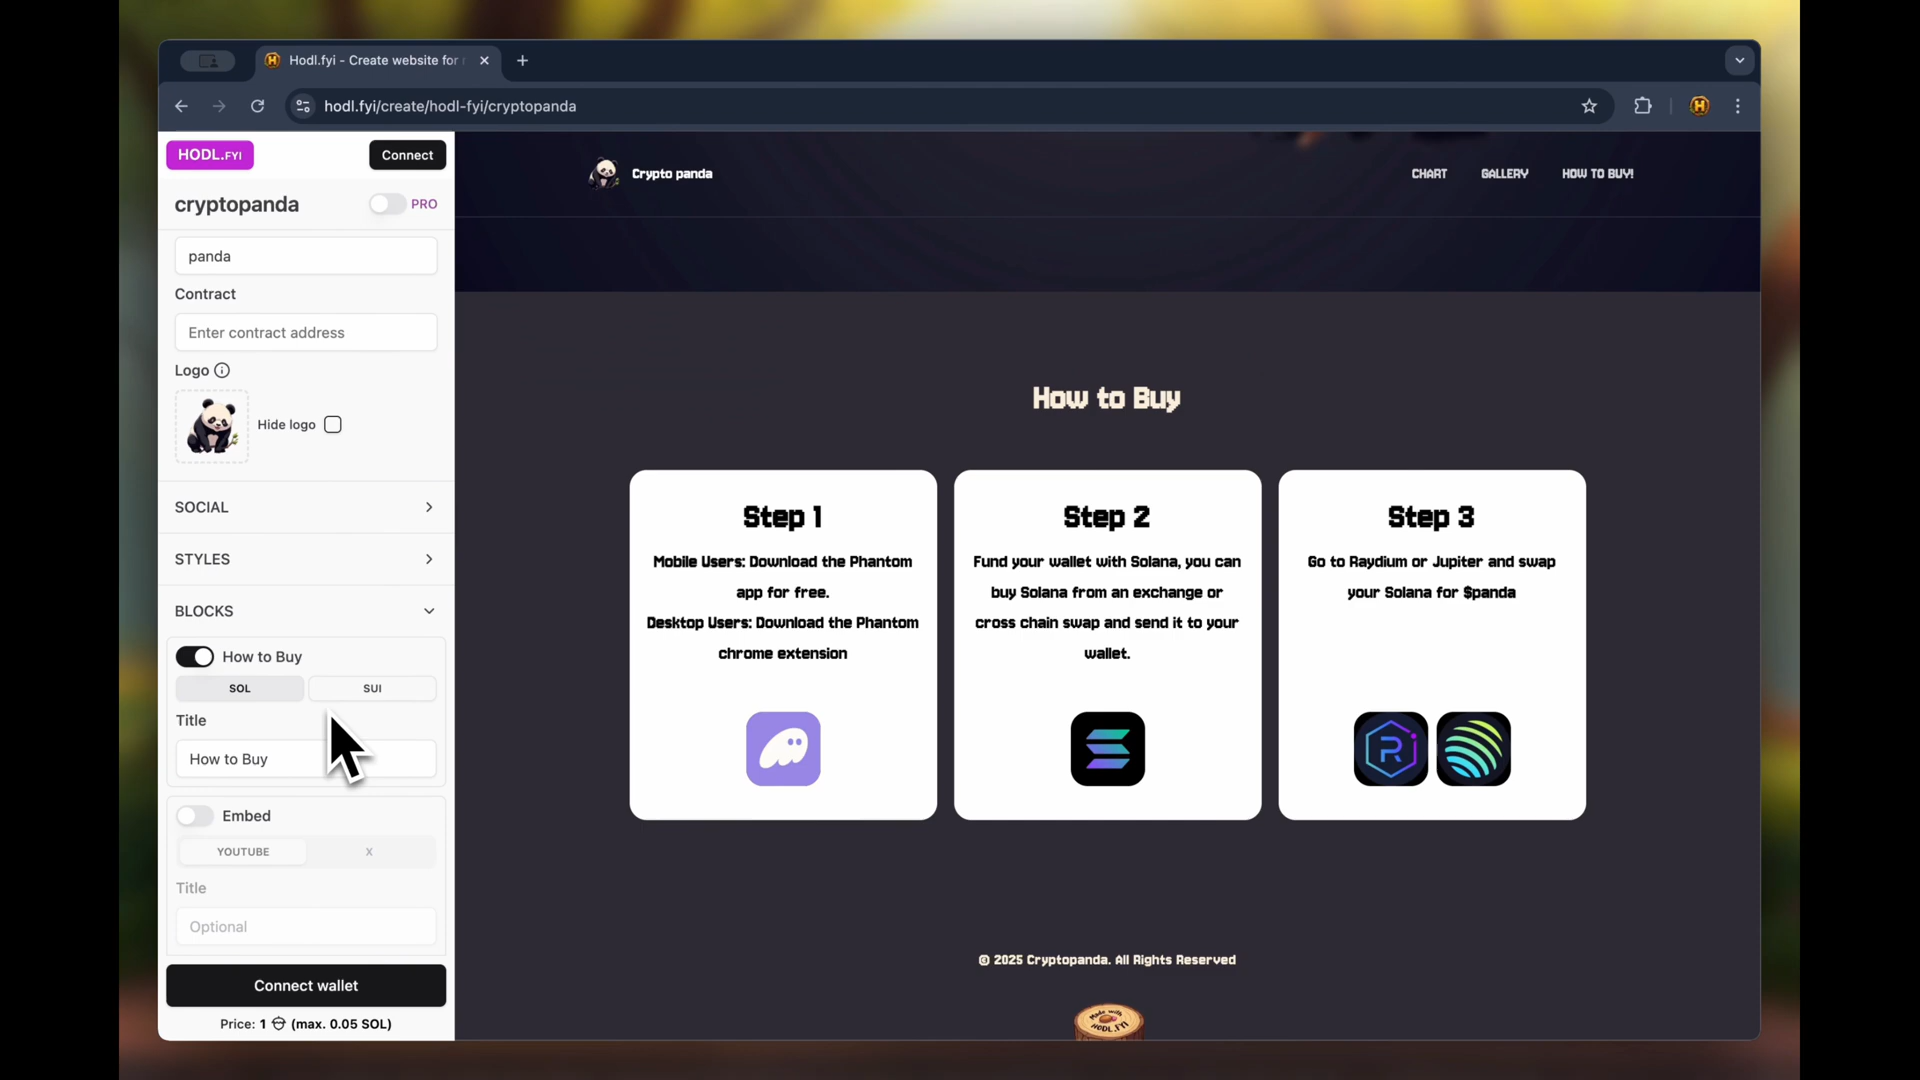 Hodl.fyi - Create website for
hodl.fyi/create/hodl-fyi/cryptopanda
HODL.FYI
Connect
cryptopanda
PRO
panda
Contract
Enter contract address
Logo
Hide logo
SOCIAL
STYLES
BLOCKS
How to Buy
SOL
SUI
Title
How to Buy
Embed
YOUTUBE
X
Title
Optional
Connect wallet
Price: 1 (max. 0.05 SOL)
Crypto panda
CHART
GALLERY
HOW TO BUY!
How to Buy
Step 1
Mobile Users: Download the Phantom
app for free.
Desktop Users: Download the Phantom
chrome extension
Step 2
Fund your wallet with Solana, you can
buy Solana from an exchange or
cross chain swap and send it to your
wallet.
Step 3
Go to Raydium or Jupiter and swap
your Solana for $panda
© 2025 Cryptopanda. All Rights Reserved
Made with
HODL.FYI